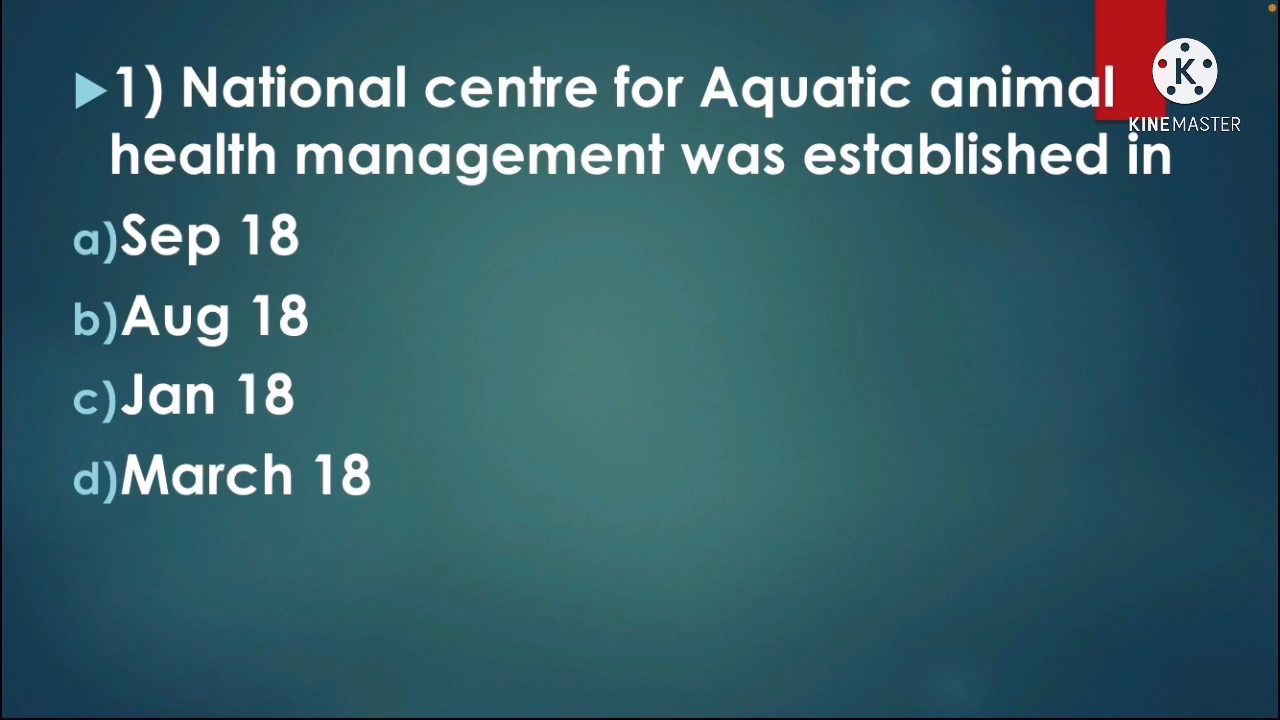 1) National centre for Aquatic animal
health management was established in
a)Sep 18
b)Aug 18
c)Jan 18
d)March 18
K
KINEMASTER